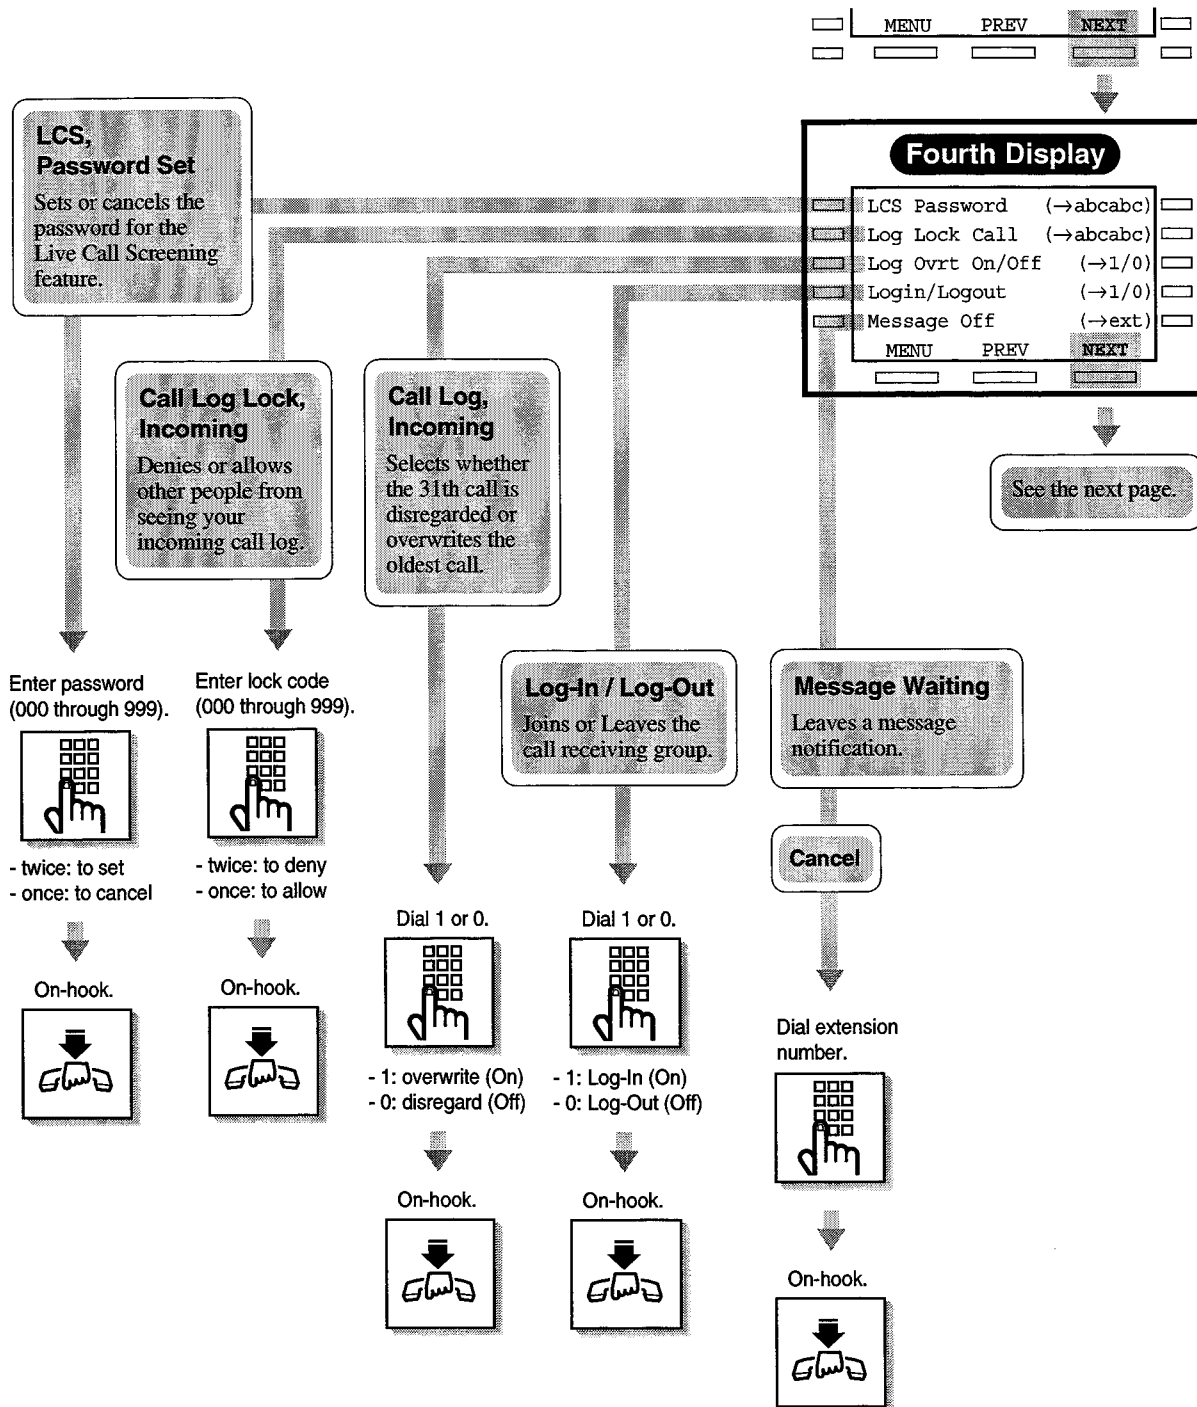 MENU PREV NEXT
Fourth Display
LCS Password (→abcabc)
Log Lock Call (→abcabc)
Log Ovrt On/Off (→1/0)
Login/Logout (→1/0)
Message Off (→ext)
MENU PREV NEXT
See the next page.
LCS,
Password Set
Sets or cancels the
password for the
Live Call Screening
feature.
Enter password
(000 through 999).
- twice: to set
- once: to cancel
On-hook.
Call Log Lock,
Incoming
Denies or allows
other people from
seeing your
incoming call log.
Enter lock code
(000 through 999).
- twice: to deny
- once: to allow
On-hook.
Call Log,
Incoming
Selects whether
the 31th call is
disregarded or
overwrites the
oldest call.
Dial 1 or 0.
- 1: overwrite (On)
- 0: disregard (Off)
On-hook.
Log-In / Log-Out
Joins or Leaves the
call receiving group.
Dial 1 or 0.
- 1: Log-In (On)
- 0: Log-Out (Off)
On-hook.
Message Waiting
Leaves a message
notification.
Cancel
Dial extension
number.
On-hook.